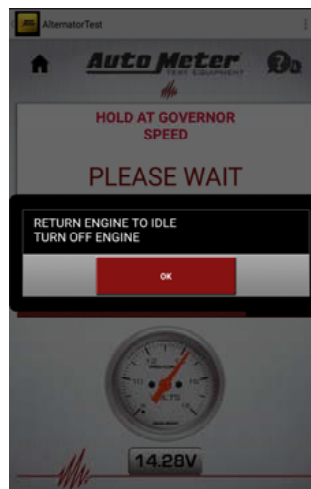 AlternatorTest
Auto Meter
TEST EQUIPMENT
HOLD AT GOVERNOR
SPEED
PLEASE WAIT
RETURN ENGINE TO IDLE
TURN OFF ENGINE
OK
VOLTS
14.28V